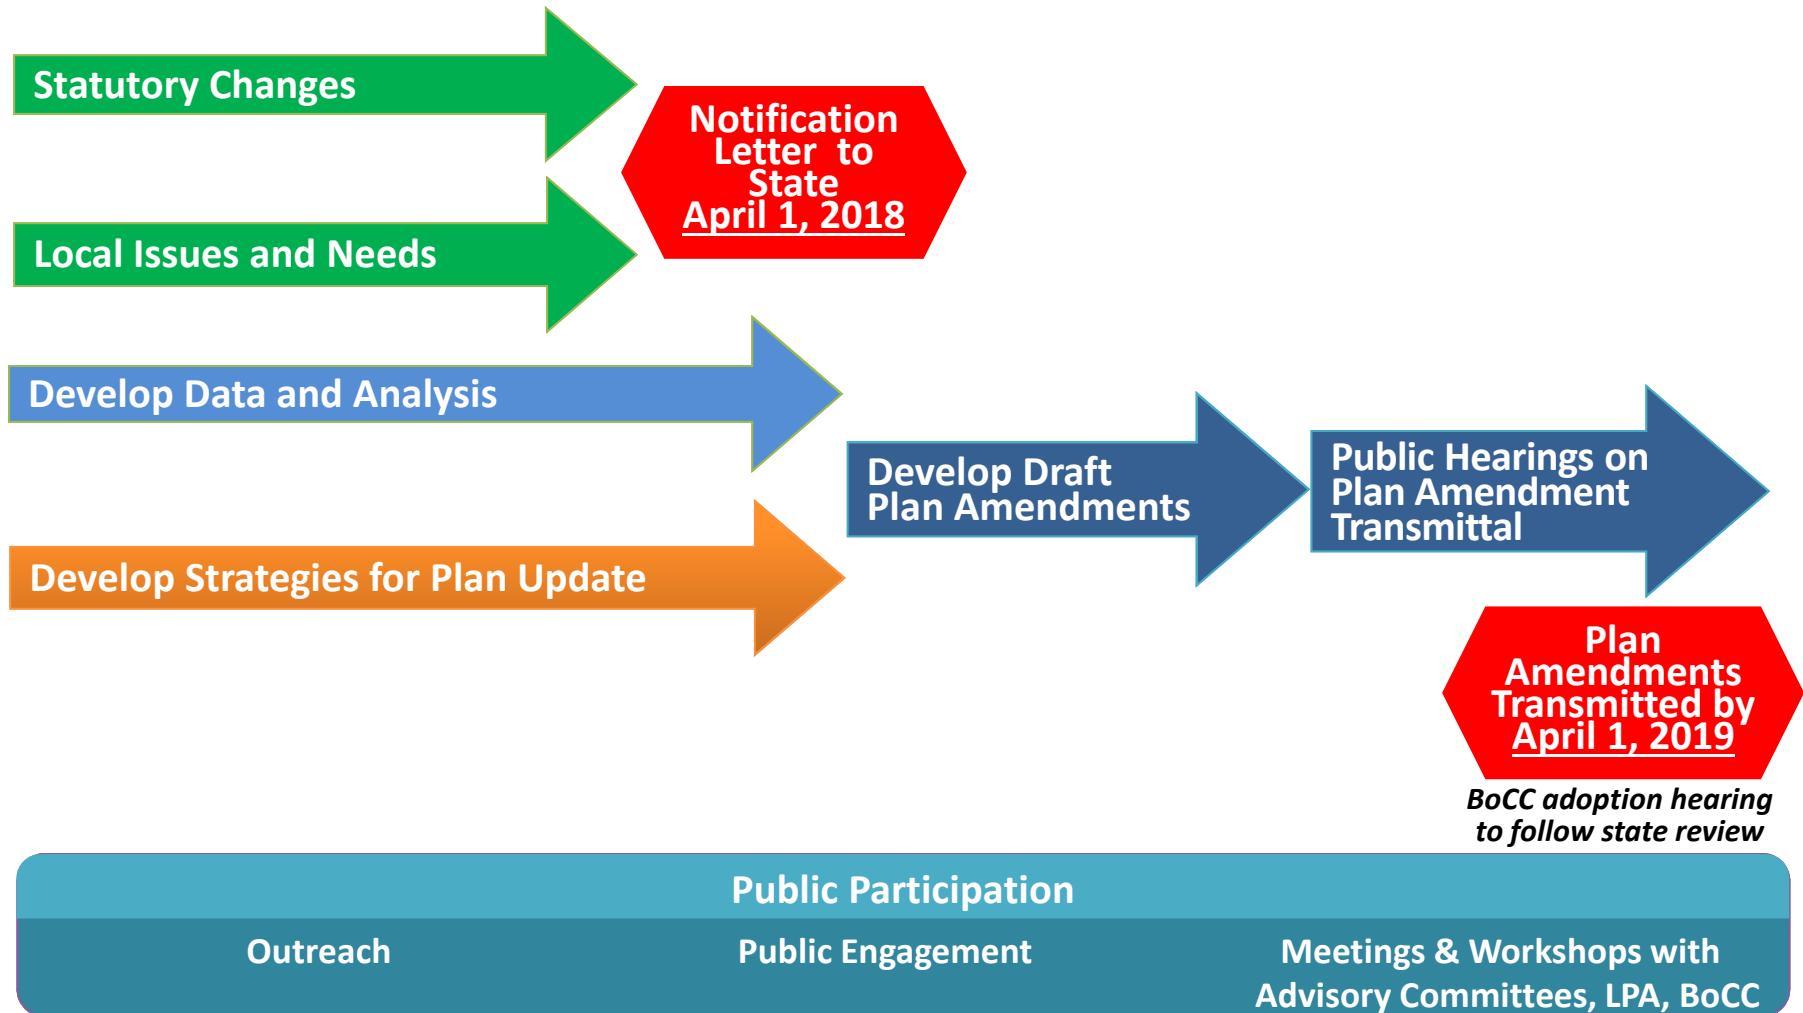 Statutory Changes
Notification
Letter to
State
April 1, 2018
Local Issues and Needs
Develop Data and Analysis
Develop Strategies for Plan Update
Develop Draft
Plan Amendments
Public Hearings on
Plan Amendment
Transmittal
Plan
Amendments
Transmitted by
April 1, 2019
BoCC adoption hearing
to follow state review
Public Participation
Outreach
Public Engagement
Meetings & Workshops with
Advisory Committees, LPA, BoCC